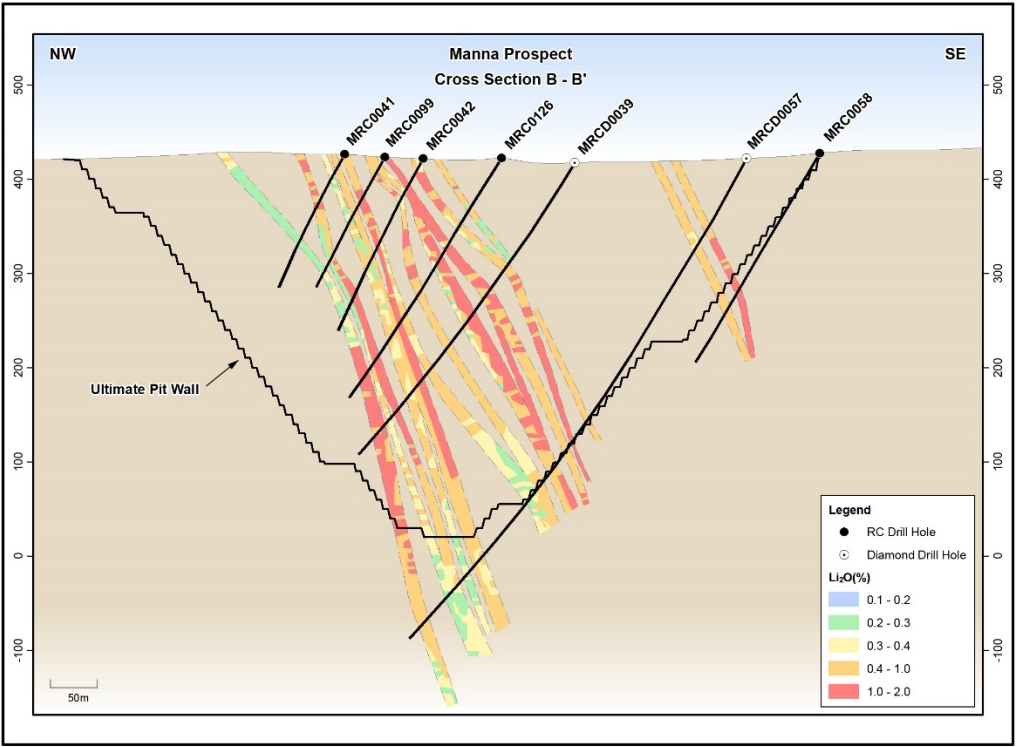 NW
Manna Prospect
SE
Cross Section B - B'
MRC0041
MRC0099
MRC0042
MRC0126
MRCD0039
MRCD0057
MRC0058
500
400
300
200
100
0
-100
500
400
300
200
100
0
-100
Ultimate Pit Wall
50m
Legend
RC Drill Hole
Diamond Drill Hole
Li₂O(%)
0.1 - 0.2
0.2 - 0.3
0.3 - 0.4
0.4 - 1.0
1.0 - 2.0